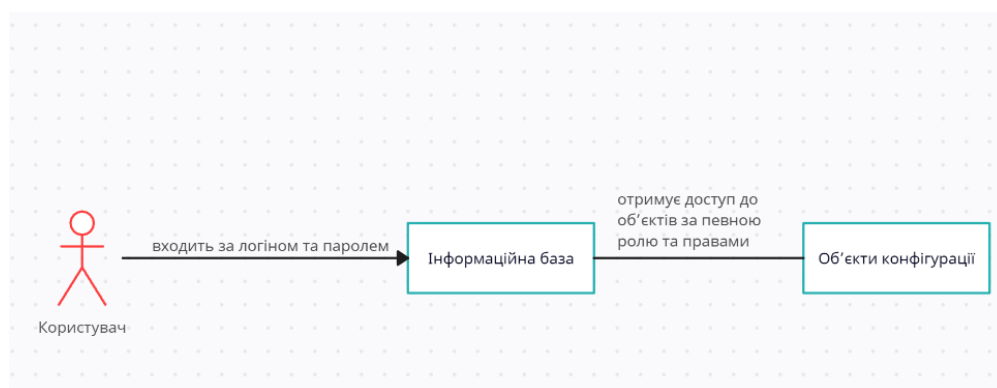 отримує доступ до
об’єктів за певною
ролю та правами
входить за логіном та паролем
Інформаційна база
Об’єкти конфігурації
Користувач